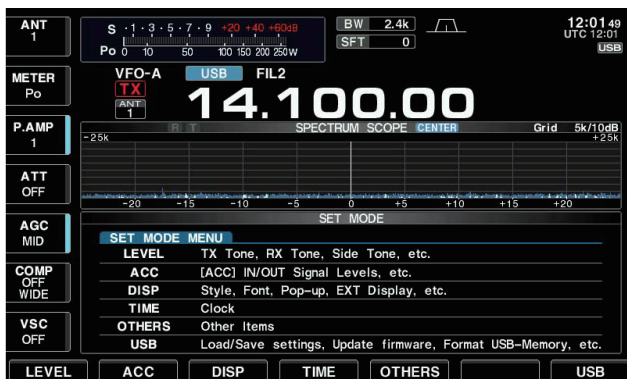 ANT
1
METER
Po
P.AMP
1
ATT
OFF
AGC
MID
COMP
OFF
WIDE
VSC
OFF
S ·1·3·5·7·9 +20 +40 +60dB
Po 0 10 50 100 150 200 250W
BW 2.4k
SFT 0
12:01 49
UTC 12:01
USB
VFO-A USB FIL2
TX
ANT
1
14.100.00
R T SPECTRUM SCOPE CENTER Grid 5k/10dB
-25k +25k
-20 -15 -10 -5 0 +5 +10 +15 +20
SET MODE
SET MODE MENU
LEVEL TX Tone, RX Tone, Side Tone, etc.
ACC [ACC] IN/OUT Signal Levels, etc.
DISP Style, Font, Pop-up, EXT Display, etc.
TIME Clock
OTHERS Other Items
USB Load/Save settings, Update firmware, Format USB-Memory, etc.
LEVEL ACC DISP TIME OTHERS USB